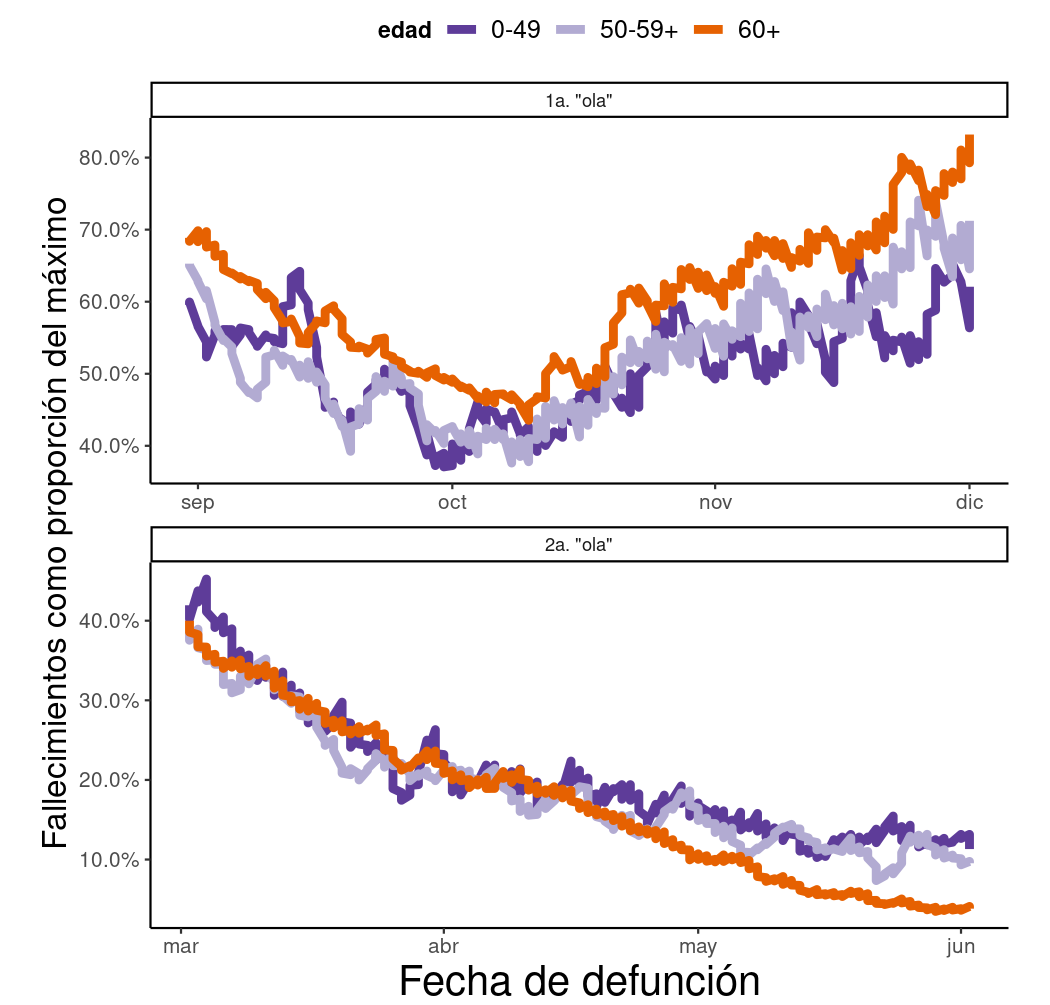 edad 0-49 50-59+ 60+
1a. "ola"
80.0%
70.0%
60.0%
50.0%
40.0%
sep oct nov dic
2a. "ola"
40.0%
30.0%
20.0%
10.0%
mar abr may jun
Fecha de defunción
Fallecimientos como proporción del máximo